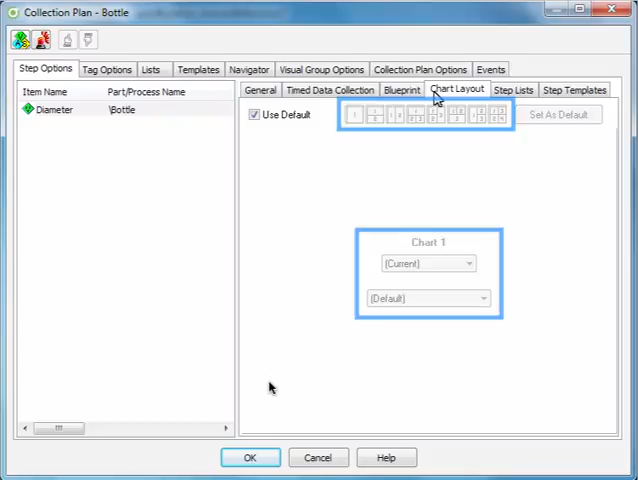 Collection Plan - Bottle
Step Options Tag Options Lists Templates Navigator Visual Group Options Collection Plan Options Events
Item Name Part/Process Name
Diameter \Bottle
General Timed Data Collection Blueprint Chart Layout Step Lists Step Templates
Use Default Set As Default
Chart 1
(Current)
(Default)
OK Cancel Help